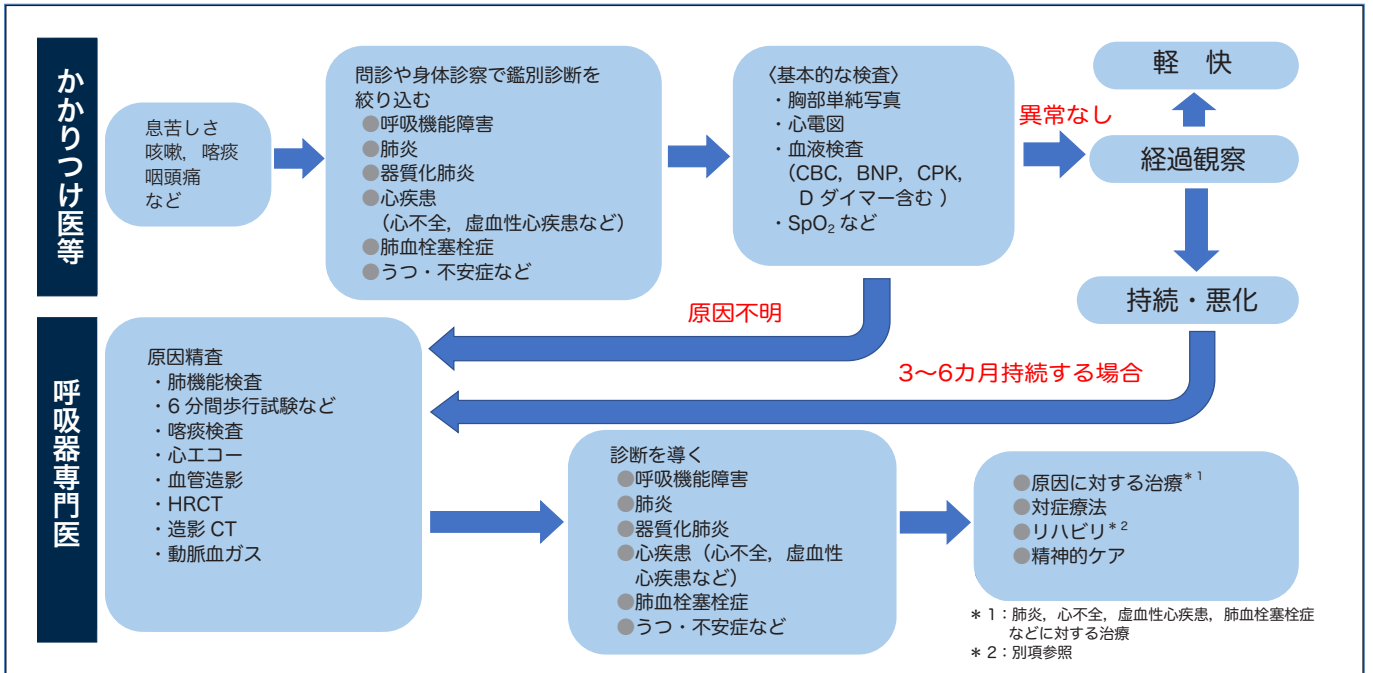 かかりつけ医等
息苦しさ
咳嗽，喀痰
咽頭痛
など
問診や身体診察で鑑別診断を
絞り込む
●呼吸機能障害
●肺炎
●器質化肺炎
●心疾患
（心不全，虚血性心疾患など）
●肺血栓塞栓症
●うつ・不安症など
〈基本的な検査〉
・胸部単純写真
・心電図
・血液検査
（CBC，BNP，CPK，
D ダイマー含む ）
・SpO₂ など
異常なし
軽　快
経過観察
持続・悪化
原因不明
3〜6カ月持続する場合
呼吸器専門医
原因精査
・肺機能検査
・6 分間歩行試験など
・喀痰検査
・心エコー
・血管造影
・HRCT
・造影 CT
・動脈血ガス
診断を導く
●呼吸機能障害
●肺炎
●器質化肺炎
●心疾患（心不全，虚血性
心疾患など）
●肺血栓塞栓症
●うつ・不安症など
●原因に対する治療＊1
●対症療法
●リハビリ＊2
●精神的ケア
＊1：肺炎，心不全，虚血性心疾患，肺血栓塞栓症
などに対する治療
＊2：別項参照